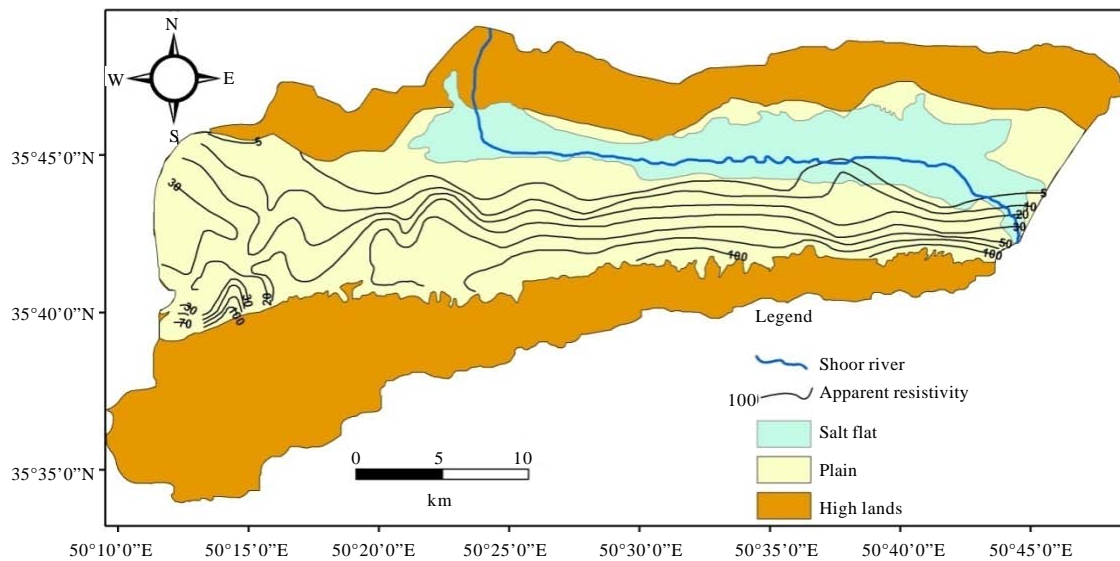 N
W E
S
35°45'0"N
35°40'0"N
35°35'0"N
5
30
30
70
30
100
20
100
5
10
20
30
50
100
Legend
Shoor river
100 Apparent resistivity
Salt flat
Plain
High lands
0 5 10
km
50°10'0"E 50°15'0"E 50°20'0"E 50°25'0"E 50°30'0"E 50°35'0"E 50°40'0"E 50°45'0"E